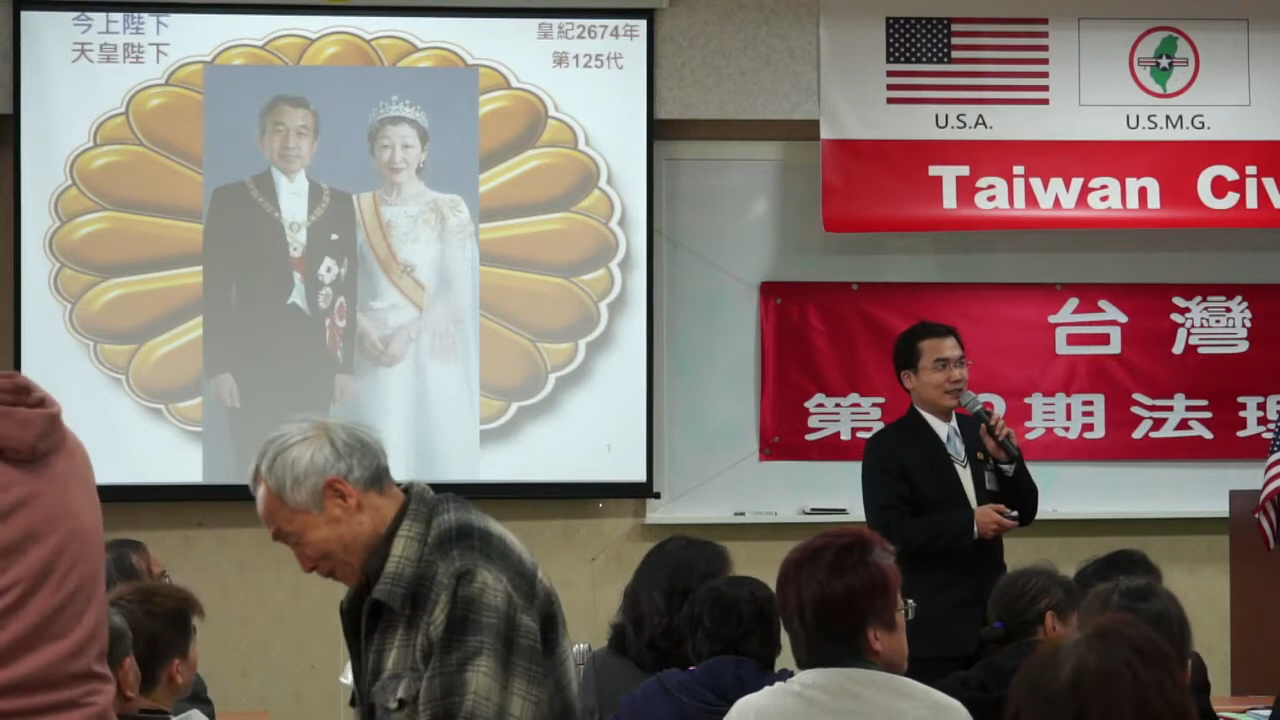 今上陛下
天皇陛下
皇紀2674年
第125代
1
U.S.A.
U.S.M.G.
Taiwan Civ
台灣
第 期法理